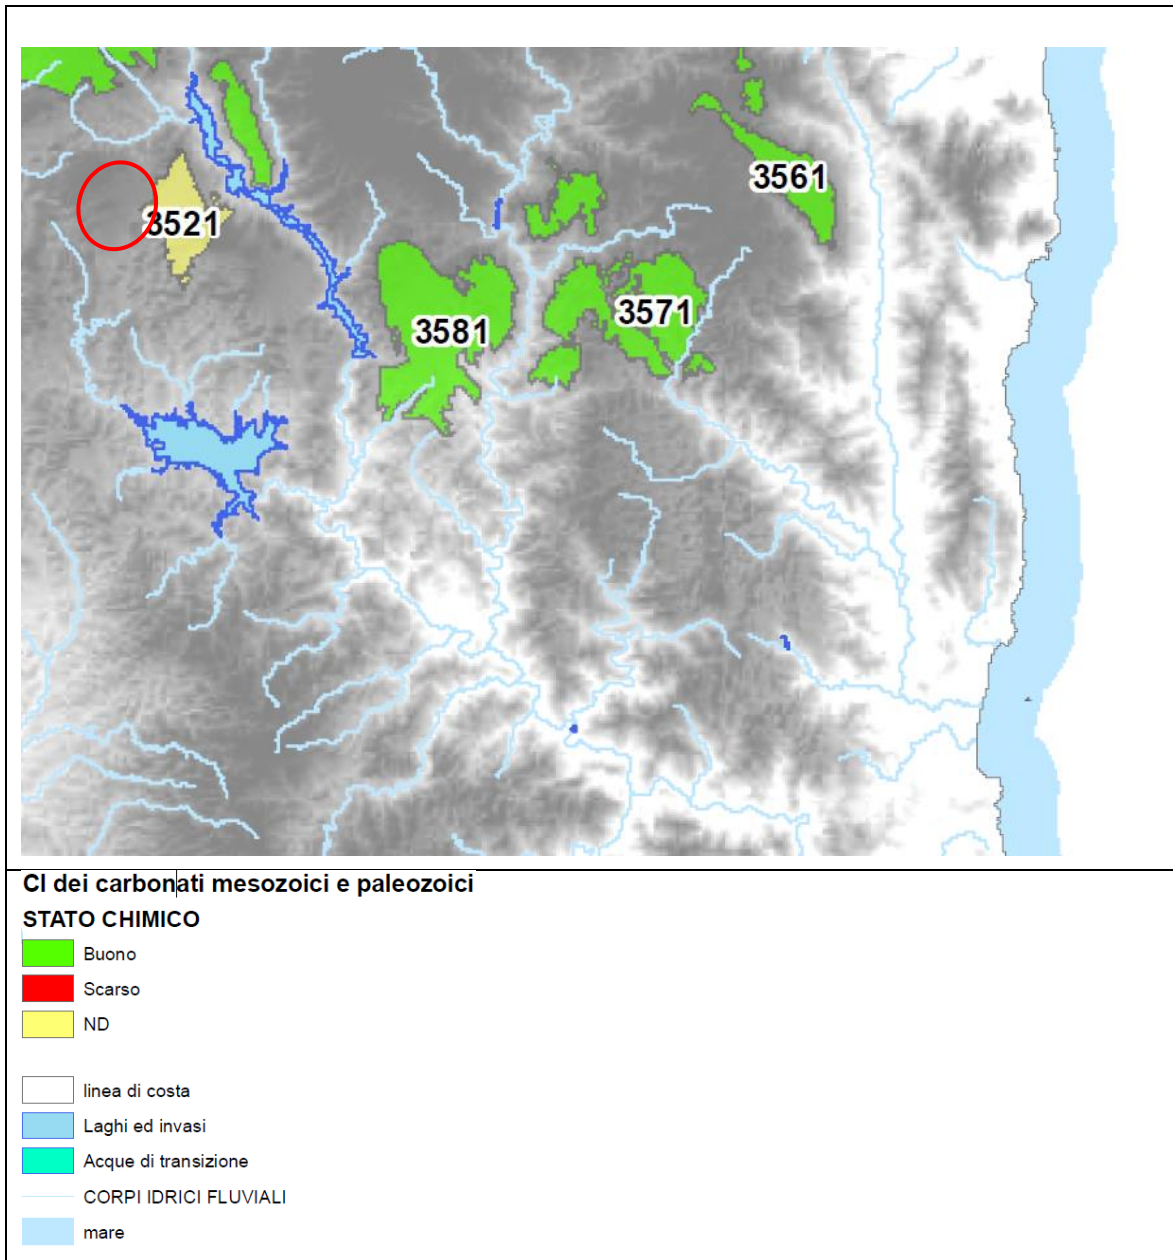 3561
3521
3571
3581
CI dei carbonati mesozoici e paleozoici
STATO CHIMICO
Buono
Scarso
ND
linea di costa
Laghi ed invasi
Acque di transizione
CORPI IDRICI FLUVIALI
mare